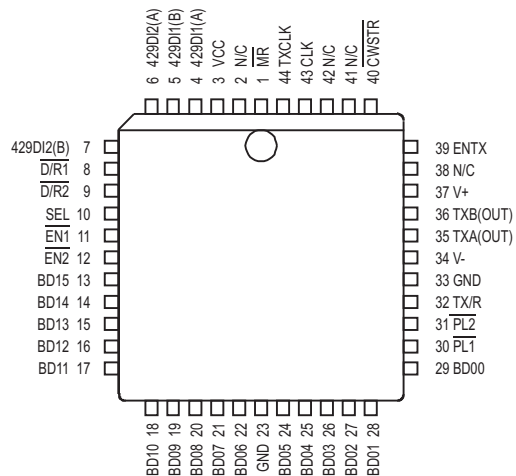 6 429DI2(A)
5 429DI1(B)
4 429DI1(A)
3 VCC
2 N/C
1 MR
44 TXCLK
43 CLK
42 N/C
41 N/C
40 CWSTR
429DI2(B) 7
D/R1 8
D/R2 9
SEL 10
EN1 11
EN2 12
BD15 13
BD14 14
BD13 15
BD12 16
BD11 17
39 ENTX
38 N/C
37 V+
36 TXB(OUT)
35 TXA(OUT)
34 V-
33 GND
32 TX/R
31 PL2
30 PL1
29 BD00
BD10 18
BD09 19
BD08 20
BD07 21
BD06 22
GND 23
BD05 24
BD04 25
BD03 26
BD02 27
BD01 28